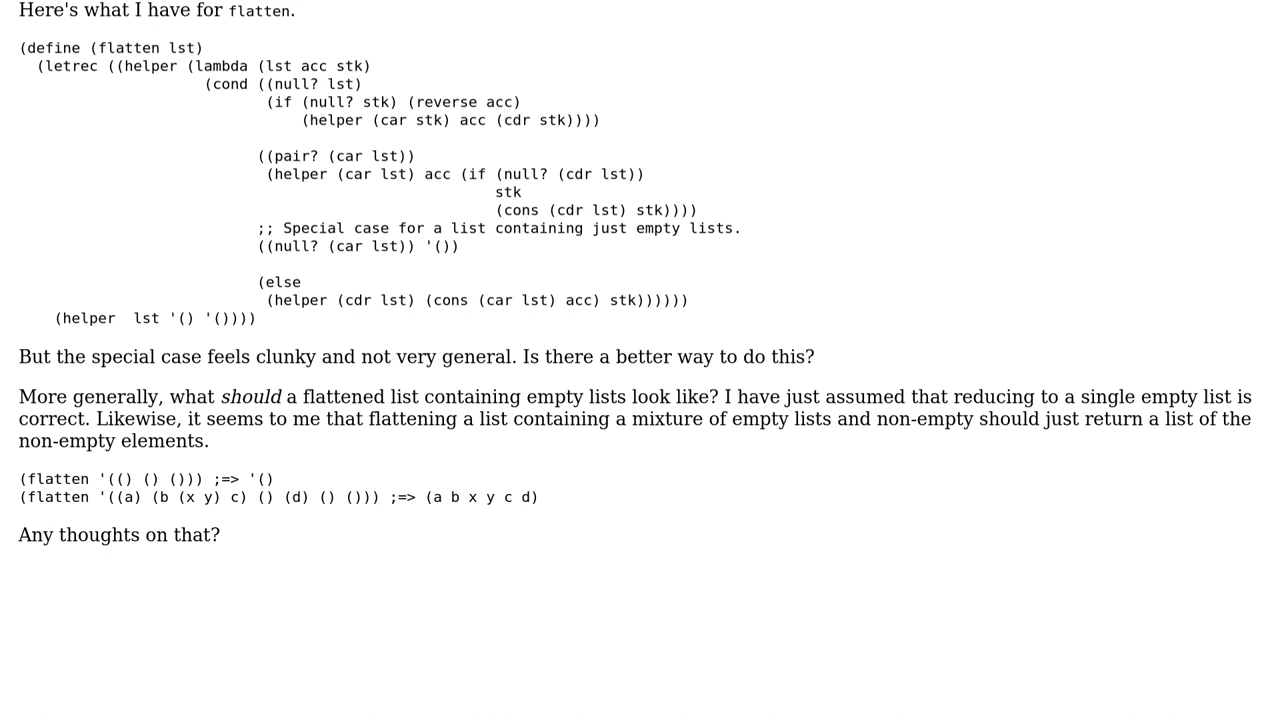 Here's what I have for flatten.
(define (flatten lst)
  (letrec ((helper (lambda (lst acc stk)
                     (cond ((null? lst)
                            (if (null? stk) (reverse acc)
                                (helper (car stk) acc (cdr stk))))
                           ((pair? (car lst))
                            (helper (car lst) acc (if (null? (cdr lst))
                                                      stk
                                                      (cons (cdr lst) stk))))
                           ;; Special case for a list containing just empty lists.
                           ((null? (car lst)) '())
                           (else
                            (helper (cdr lst) (cons (car lst) acc) stk))))))
    (helper  lst '() '())))
But the special case feels clunky and not very general. Is there a better way to do this?
More generally, what should a flattened list containing empty lists look like? I have just assumed that reducing to a single empty list is
correct. Likewise, it seems to me that flattening a list containing a mixture of empty lists and non-empty should just return a list of the
non-empty elements.
(flatten '(() () ())) ;=> '()
(flatten '((a) (b (x y) c) () (d) () ())) ;=> (a b x y c d)
Any thoughts on that?